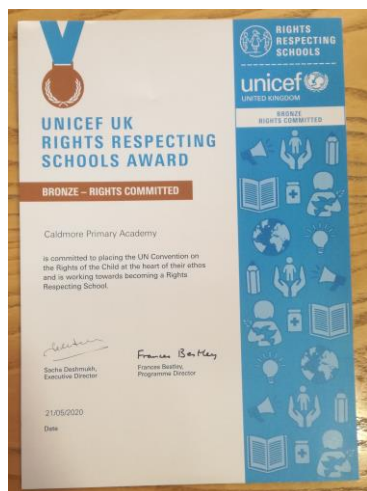 RIGHTS
RESPECTING
SCHOOLS
unicef
UNITED KINGDOM
BRONZE
RIGHTS COMMITTED
UNICEF UK
RIGHTS RESPECTING
SCHOOLS AWARD
BRONZE – RIGHTS COMMITTED
Caldmore Primary Academy
is committed to placing the UN Convention on
the Rights of the Child at the heart of their ethos
and is working towards becoming a Rights
Respecting School.
Frances Bestley
Sacha Deshmukh,
Executive Director
Frances Bestley,
Programme Director
21/05/2020
Date